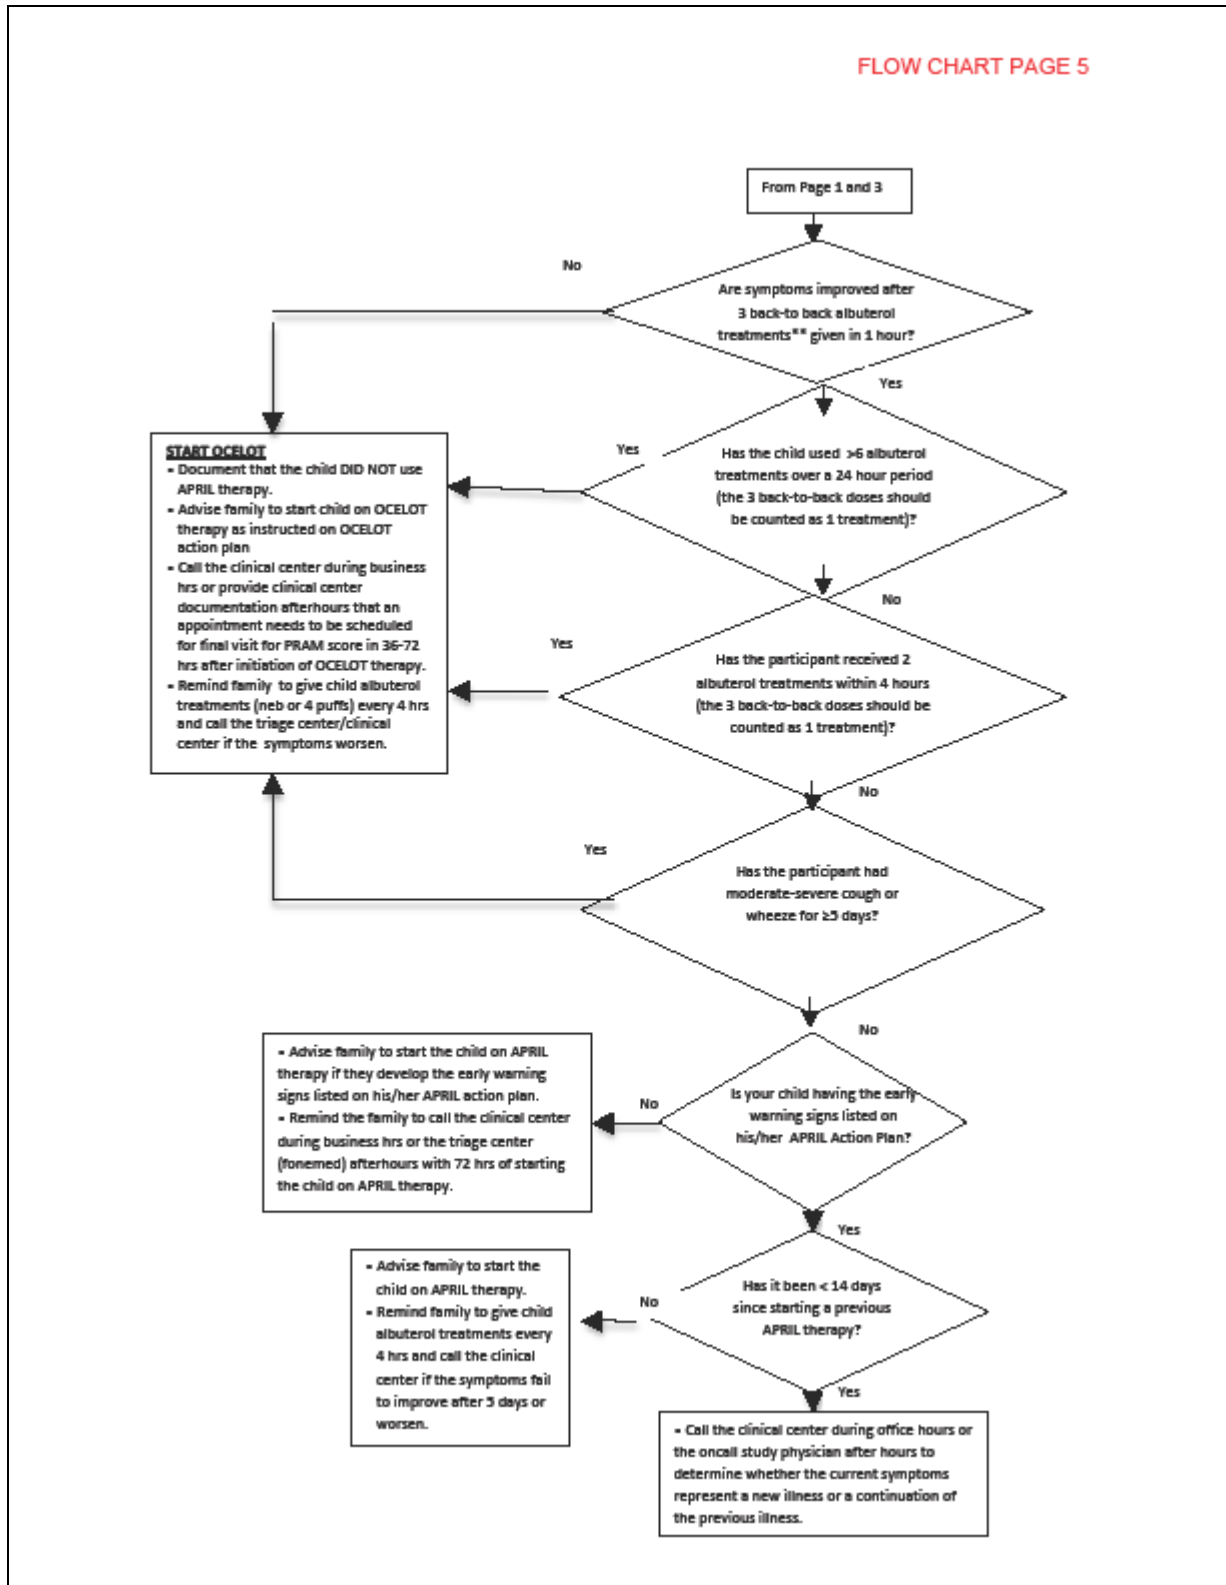 FLOW CHART PAGE 5
From Page 1 and 3
No
Are symptoms improved after
3 back-to back albuterol
treatments** given in 1 hour?
Yes
Yes
Has the child used >6 albuterol
treatments over a 24 hour period
(the 3 back-to-back doses should
be counted as 1 treatment)?
START OCELOT
- Document that the child DID NOT use
APRIL therapy.
- Advise family to start child on OCELOT
therapy as instructed on OCELOT
action plan
- Call the clinical center during business
hrs or provide clinical center
documentation afterhours that an
appointment needs to be scheduled
for final visit for PRAM score in 36-72
hrs after initiation of OCELOT therapy.
- Remind family to give child albuterol
treatments (neb or 4 puffs) every 4 hrs
and call the triage center/clinical
center if the symptoms worsen.
No
Yes
Has the participant received 2
albuterol treatments within 4 hours
(the 3 back-to-back doses should be
counted as 1 treatment)?
No
Yes
Has the participant had
moderate-severe cough or
wheeze for ≥5 days?
No
- Advise family to start the child on APRIL
therapy if they develop the early warning
signs listed on his/her APRIL action plan.
- Remind the family to call the clinical center
during business hrs or the triage center
(fonemed) afterhours with 72 hrs of starting
the child on APRIL therapy.
No
Is your child having the early
warning signs listed on
his/her APRIL Action Plan?
Yes
- Advise family to start the
child on APRIL therapy.
- Remind family to give child
albuterol treatments every
4 hrs and call the clinical
center if the symptoms fail
to improve after 5 days or
worsen.
No
Has it been < 14 days
since starting a previous
APRIL therapy?
Yes
- Call the clinical center during office hours or
the oncall study physician after hours to
determine whether the current symptoms
represent a new illness or a continuation of
the previous illness.